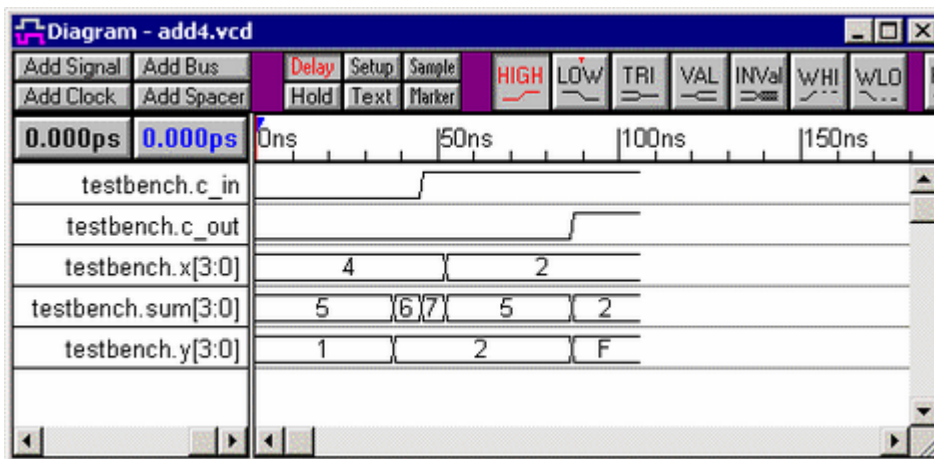 Diagram - add4.vcd
Add Signal Add Bus Delay Setup Sample HIGH LOW TRI VAL INVal WHI WLO
Add Clock Add Spacer Hold Text Marker
0.000ps 0.000ps 0ns 50ns 100ns 150ns
testbench.c_in
testbench.c_out
testbench.x[3:0] 4 2
testbench.sum[3:0] 5 6 7 5 2
testbench.y[3:0] 1 2 F